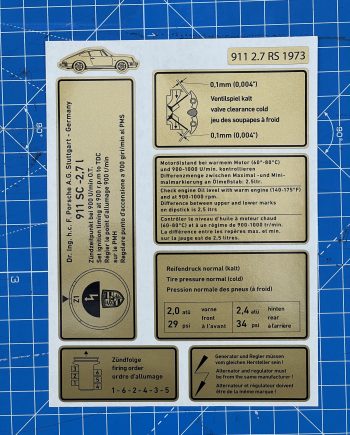 911 2.7 RS 1973
0,1mm (0,004")
Ventilspiel kalt
valve clearance cold
jeu des soupapes à froid
0,1mm (0,004")
Dr. Ing. h.c. F. Porsche A.G. Stuttgart - Germany
911 SC -2,7 l
Zündzeitpunkt bei 900 U/min O.T.
Set ignition timing at 900 rpm to TDC
Régler le point d'allumage 900 t/min
sur le PMH
Regolare punto d'accensione a 900 giri/min al PMS
Z1
Motorölstand bei warmem Motor (60°-80°C)
und 900-1000 U/min. kontrollieren
Differenzmenge zwischen Maximal -und Mini-
malmarkierung an Ölmeßstab: 2.5ltr.
Check engine Oil level with warm engine (140-175°F)
and at 900-1000 rpm.
Difference between upper and lower marks
on dipstick is 2.5 ltrs
Contrôler le niveau d'huile à moteur chaud
(60-80°C) et à un régime de 900-1000 t/min.
La différence entre les repères max. et min.
sur la jauge est de 2.5 litres.
Reifendruck normal (kalt)
Tire pressure normal (cold)
Pression normale des pneus (à froid)
2,0 atü vorne 2,4 atü hinten
front rear
29 psi à l'avant 34 psi à l'arrière
Zündfolge
firing order
ordre d'allumage
1-6-2-4-3-5
Generator und Regler müssen
vom gleichen Hersteller sein !
Alternator and regulator must
be from the same manufacturer !
Alternateur et régulateur doivent
être de la même marque !